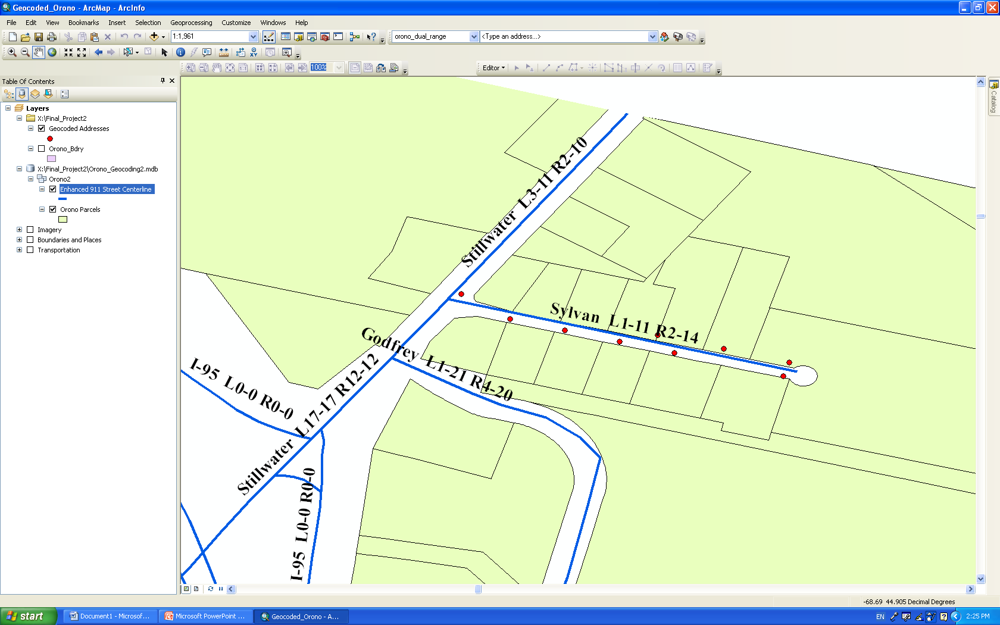 Geocoded_Orono - ArcMap - ArcInfo
File Edit View Bookmarks Insert Selection Geoprocessing Customize Windows Help
1:1,961
orono_dual_range
<Type an address...>
100%
Editor
Table Of Contents
Layers
X:\Final_Project2
Geocoded Addresses
Orono_Bdry
X:\Final_Project2\Orono_Geocoding2.mdb
Orono2
Enhanced 911 Street Centerline
Orono Parcels
Imagery
Boundaries and Places
Transportation
Catalog
Stillwater L3-11 R2-10
Sylvan L1-11 R2-14
Godfrey L1-21 R4-20
I-95 L0-0 R0-0
Stillwater L17-17 R12-12
I-95 L0-0 R0-0
-68.69 44.905 Decimal Degrees
start
Document1 - Microsof...
Microsoft PowerPoint ...
Geocoded_Orono - A...
EN
2:25 PM